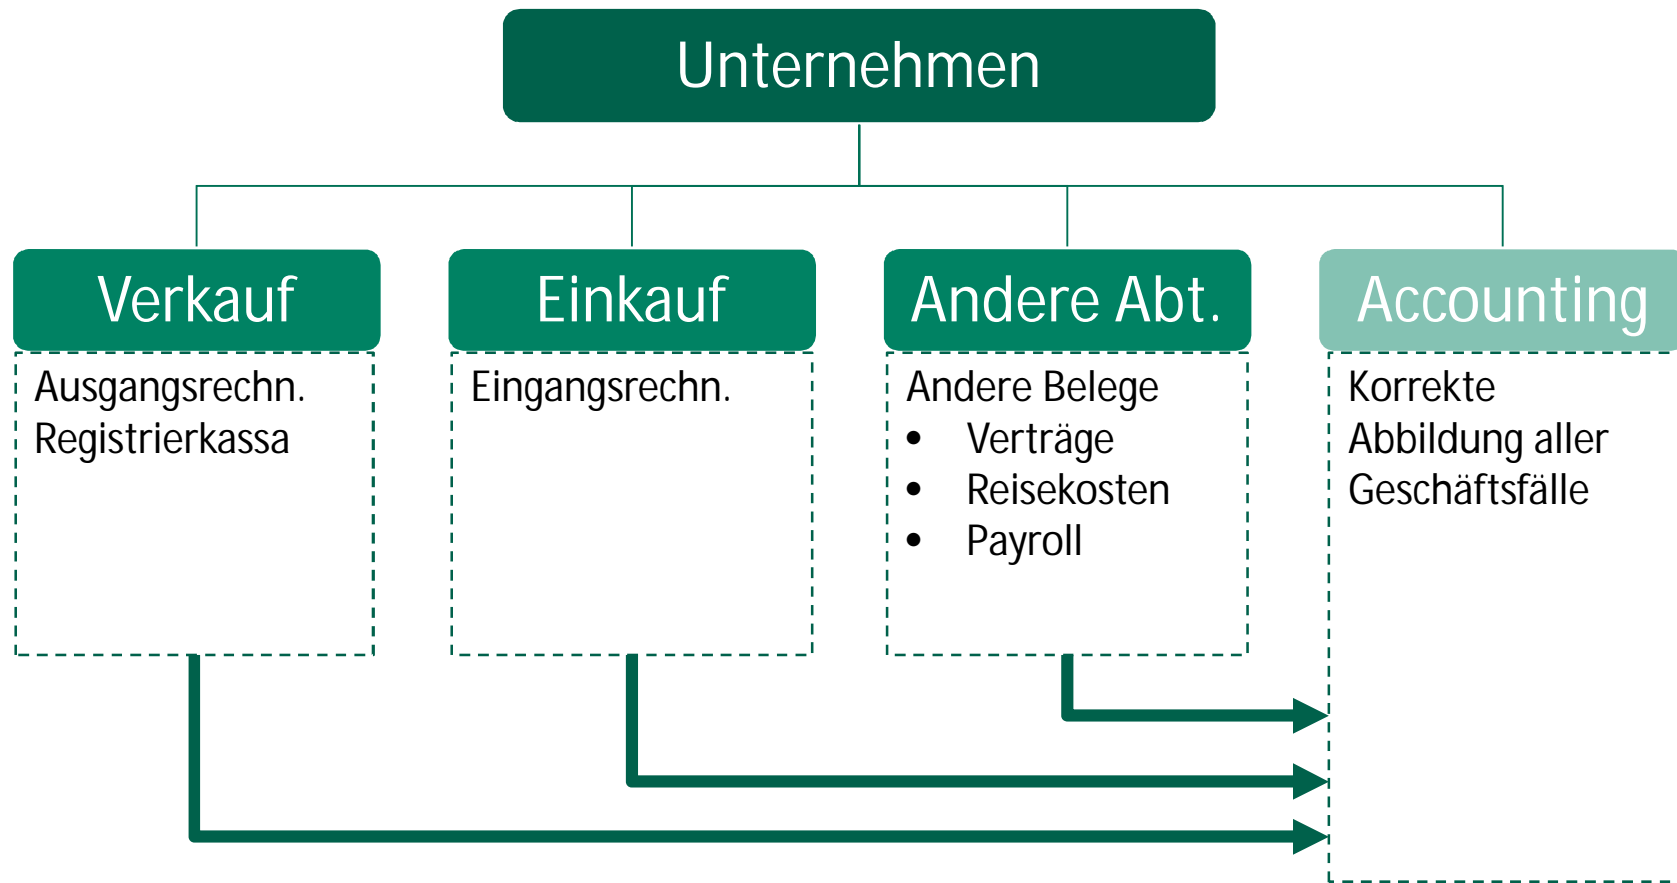 Unternehmen
Verkauf
Ausgangsrechn.
Registrierkassa
Einkauf
Eingangsrechn.
Andere Abt.
Andere Belege
• Verträge
• Reisekosten
• Payroll
Accounting
Korrekte
Abbildung aller
Geschäftsfälle